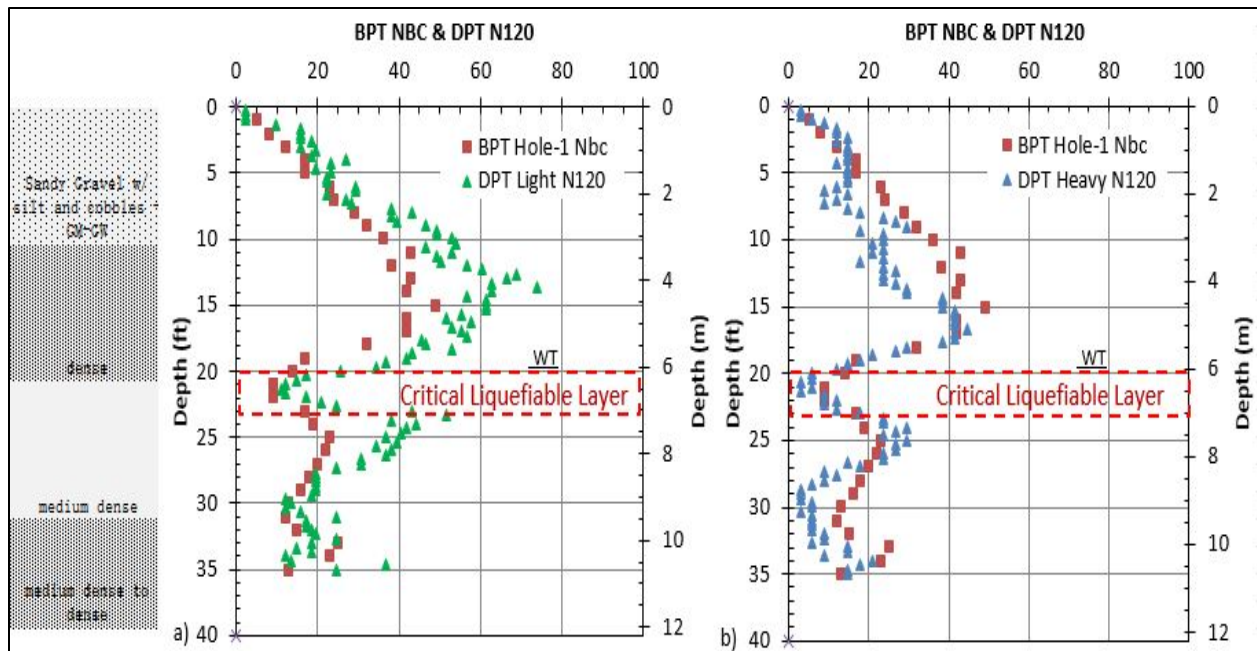 Sandy Gravel w/
silt and cobbles -
GM-GW
dense
medium dense
medium dense to
dense
BPT NBC & DPT N120
0 20 40 60 80 100
BPT Hole-1 Nbc
DPT Light N120
WT
Critical Liquefiable Layer
Depth (ft)
0
5
10
15
20
25
30
35
40
Depth (m)
0
2
4
6
8
10
12
a)
BPT NBC & DPT N120
0 20 40 60 80 100
BPT Hole-1 Nbc
DPT Heavy N120
WT
Critical Liquefiable Layer
Depth (ft)
0
5
10
15
20
25
30
35
40
Depth (m)
0
2
4
6
8
10
12
b)